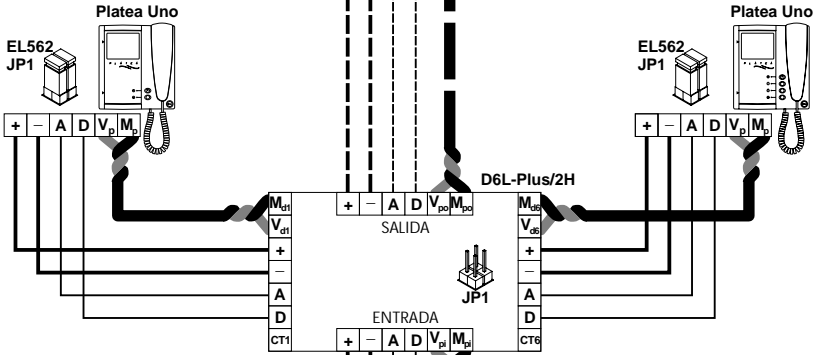 Platea Uno
Platea Uno
EL562
JP1
EL562
JP1
+ − A D Vp Mp
+ − A D Vp Mp
D6L-Plus/2H
Md1
+ − A D Vpo Mpo
Md6
Vd1
SALIDA
Vd6
+
+
−
−
A
JP1
A
D
ENTRADA
D
CT1
+ − A D Vpi Mpi
CT6